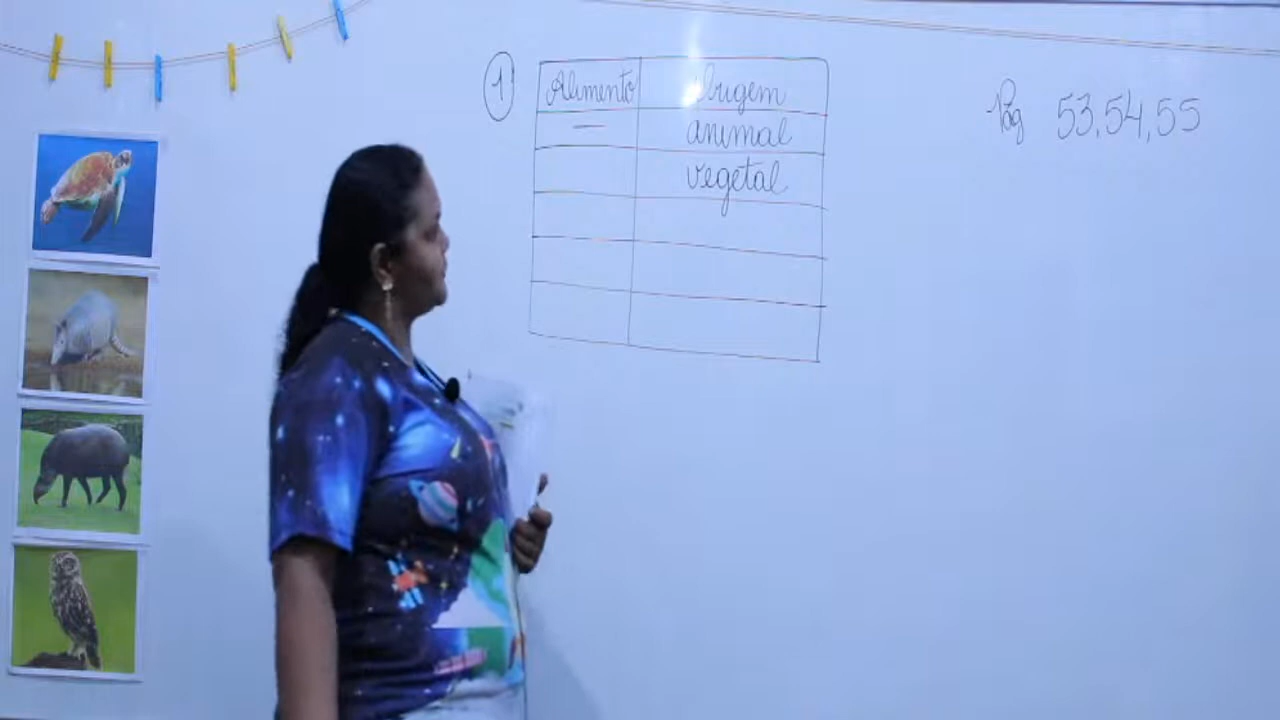 1
Alimento Origem
— animal
vegetal
Pág 53,54,55